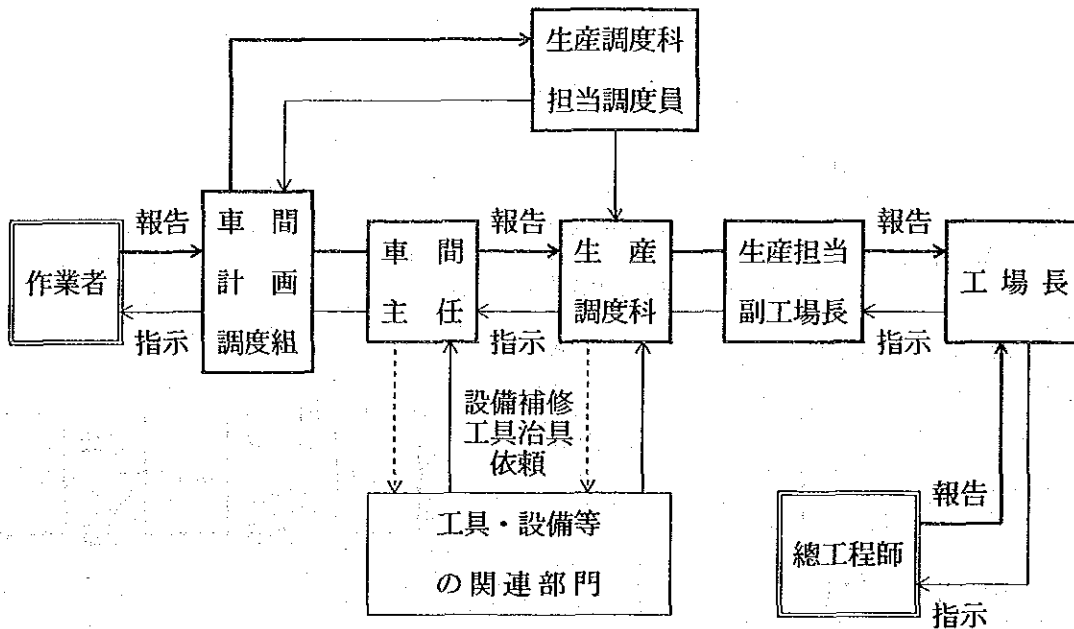 生産調度科
担当調度員
報告
車間
計画
調度組
作業者
指示
車間
主任
報告
指示
生産
調度科
生産担当
副工場長
報告
指示
工場長
設備補修
工具治具
依頼
工具・設備等
の関連部門
總工程師
報告
指示